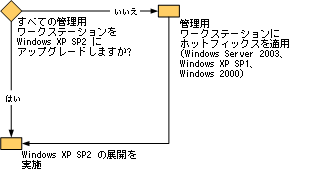 すべての管理用
ワークステーションを
Windows XP SP2 に
アップグレードしますか?
いいえ
管理用
ワークステーションに
ホットフィックスを適用
(Windows Server 2003、
Windows XP SP1、
Windows 2000)
はい
Windows XP SP2 の展開を
実施